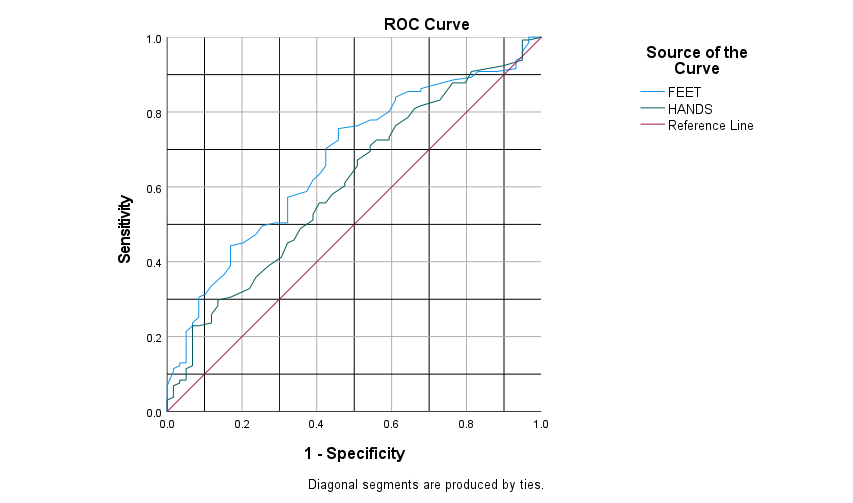 ROC Curve
Source of the
Curve
FEET
HANDS
Reference Line
Sensitivity
1.0
0.8
0.6
0.4
0.2
0.0
0.0 0.2 0.4 0.6 0.8 1.0
1 - Specificity
Diagonal segments are produced by ties.